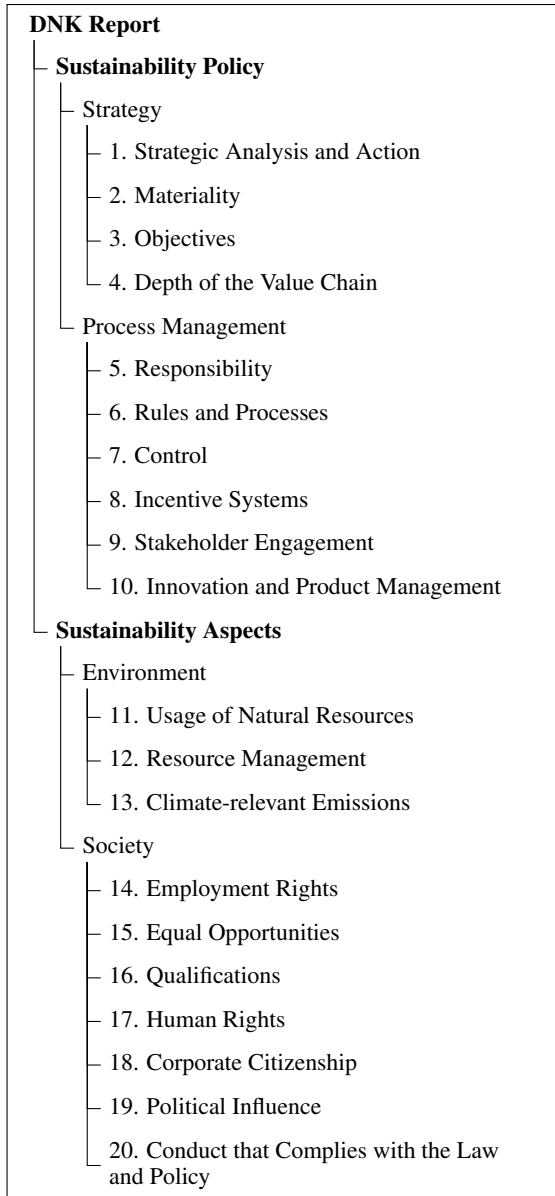 DNK Report
Sustainability Policy
Strategy
1. Strategic Analysis and Action
2. Materiality
3. Objectives
4. Depth of the Value Chain
Process Management
5. Responsibility
6. Rules and Processes
7. Control
8. Incentive Systems
9. Stakeholder Engagement
10. Innovation and Product Management
Sustainability Aspects
Environment
11. Usage of Natural Resources
12. Resource Management
13. Climate-relevant Emissions
Society
14. Employment Rights
15. Equal Opportunities
16. Qualifications
17. Human Rights
18. Corporate Citizenship
19. Political Influence
20. Conduct that Complies with the Law
and Policy